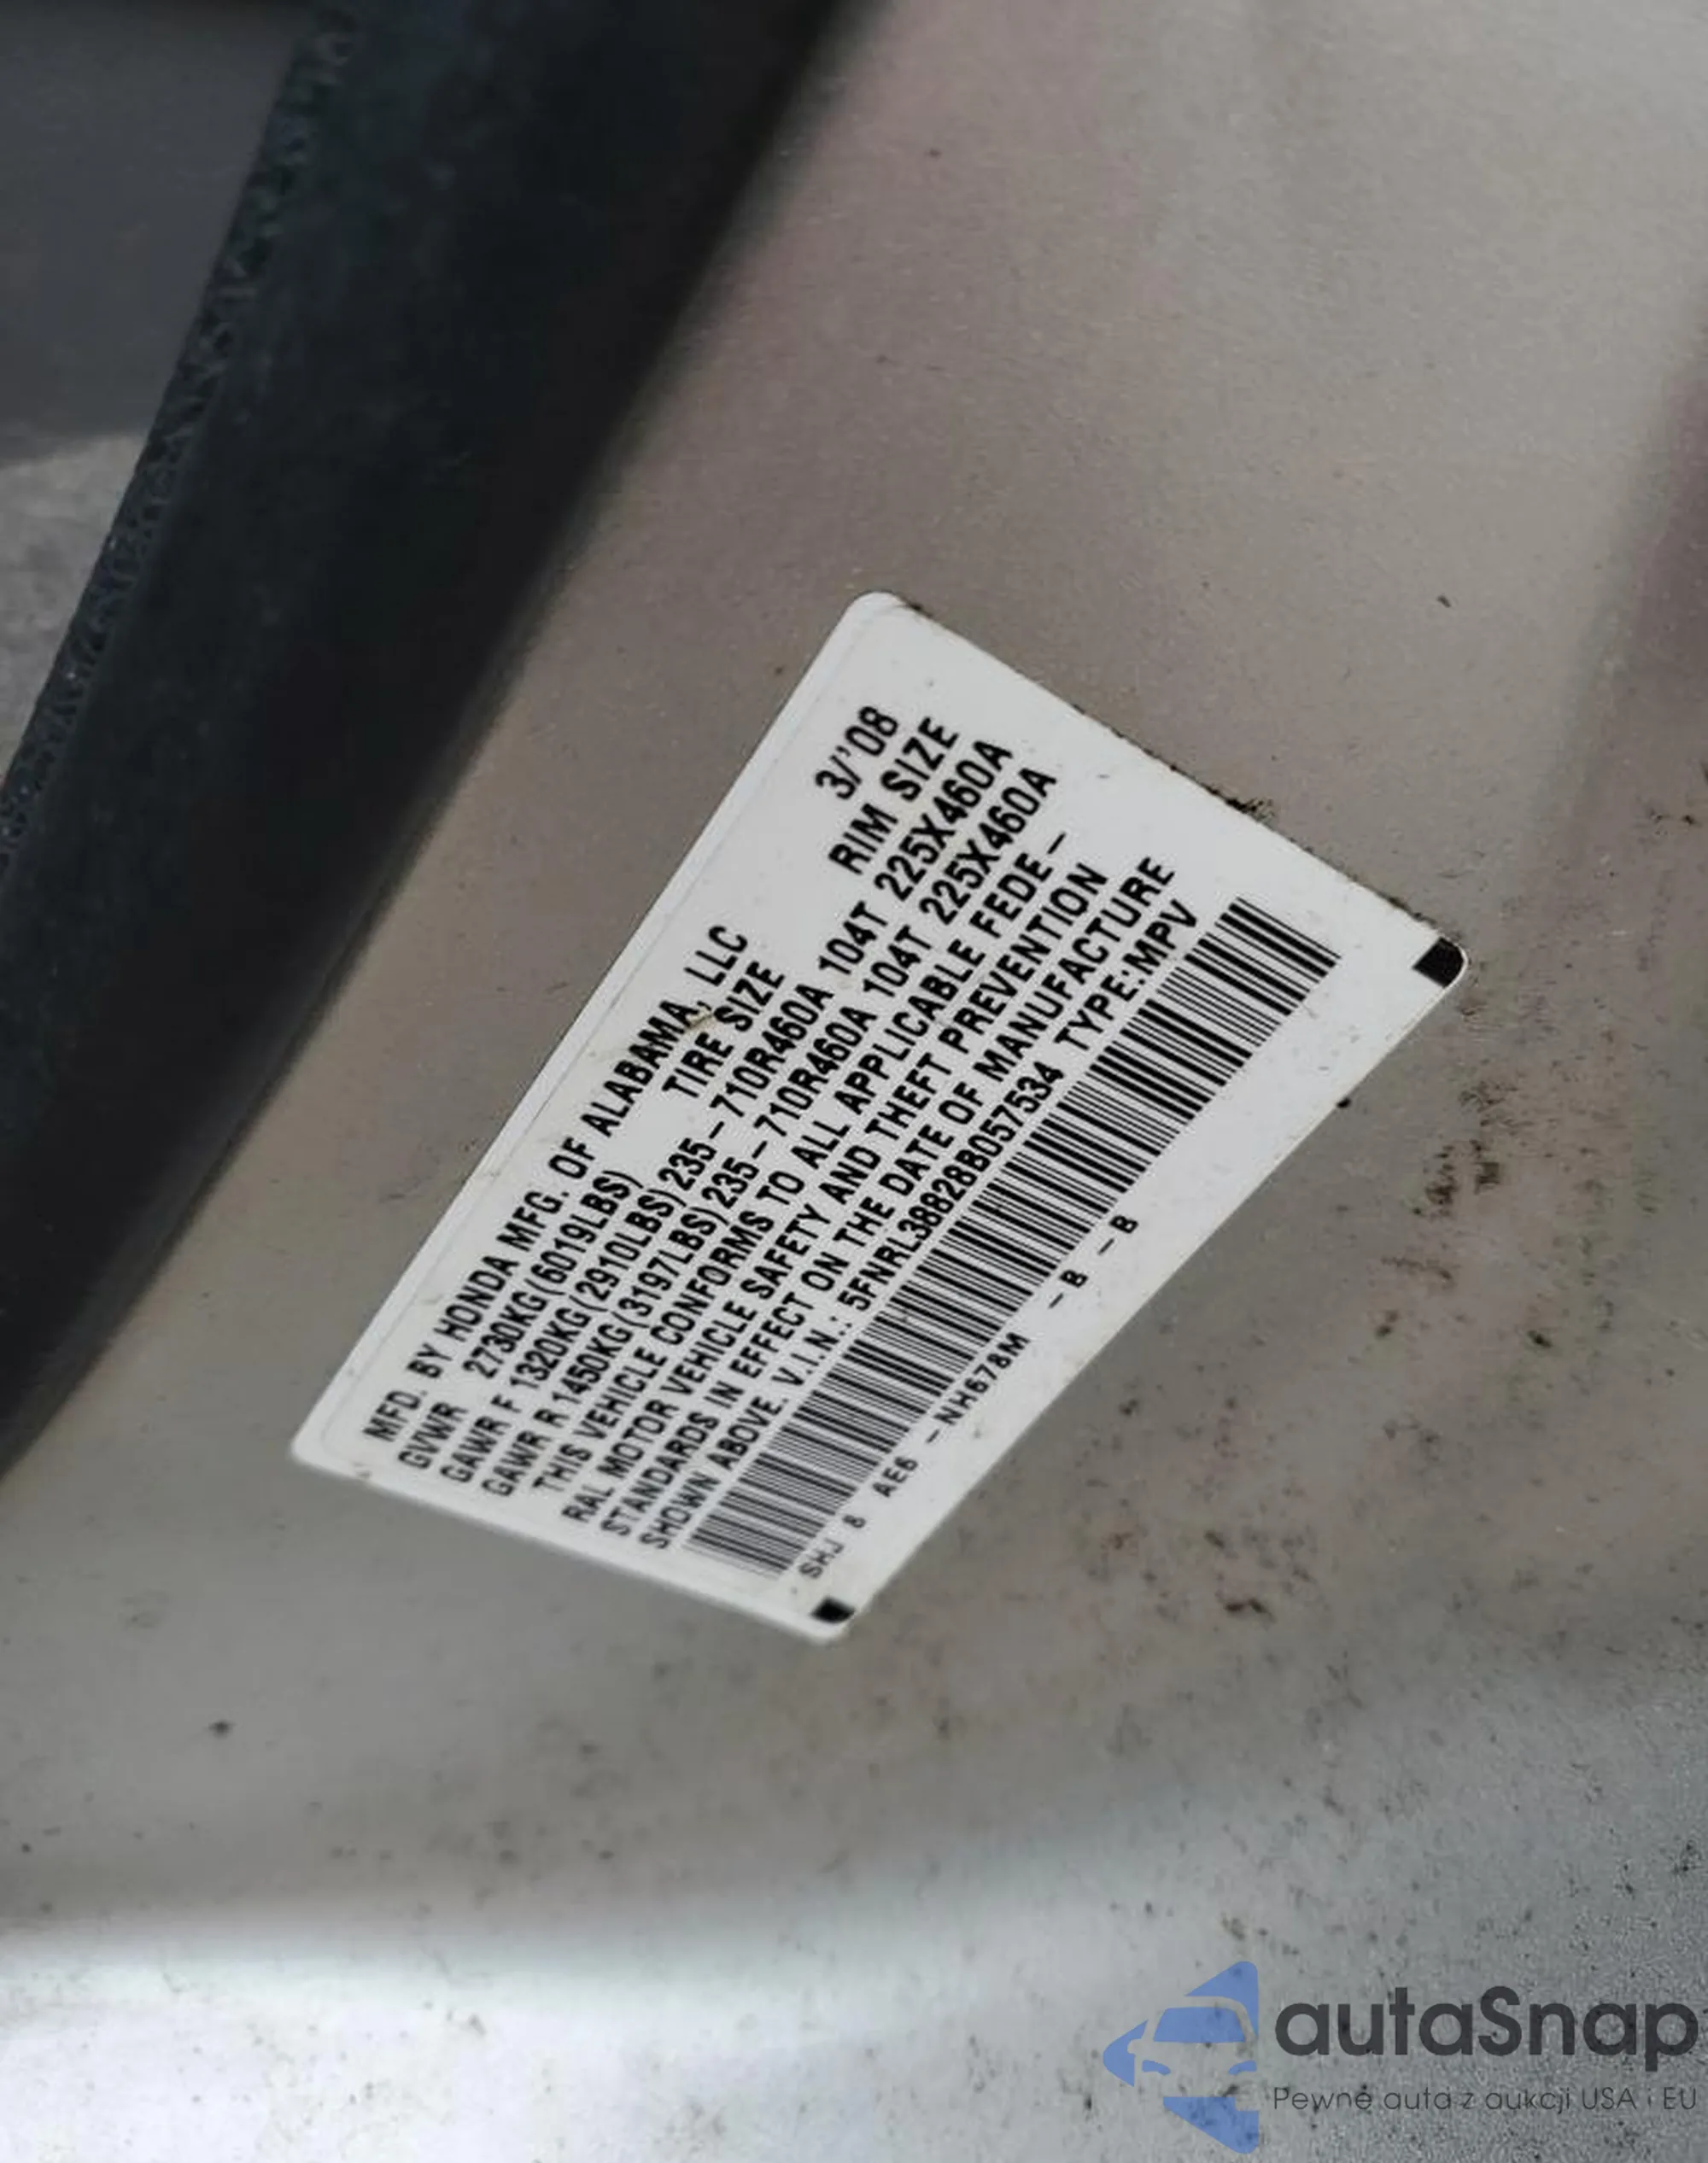 MFD. BY HONDA MFG. OF ALABAMA, LLC 3/'08
GVWR 2730KG(6019LBS) TIRE SIZE RIM SIZE
GAWR F 1320KG(2910LBS)235-710R460A 104T 225X460A
GAWR R 1450KG(3197LBS)235-710R460A 104T 225X460A
THIS VEHICLE CONFORMS TO ALL APPLICABLE FEDE-
RAL MOTOR VEHICLE SAFETY AND THEFT PREVENTION
STANDARDS IN EFFECT ON THE DATE OF MANUFACTURE
SHOWN ABOVE. V.I.N.: 5FNRL38828B057534 TYPE:MPV
SHJ 8 AE6 -NH678M -B -B
autaSnap
Pewne auta z aukcji USA i EU